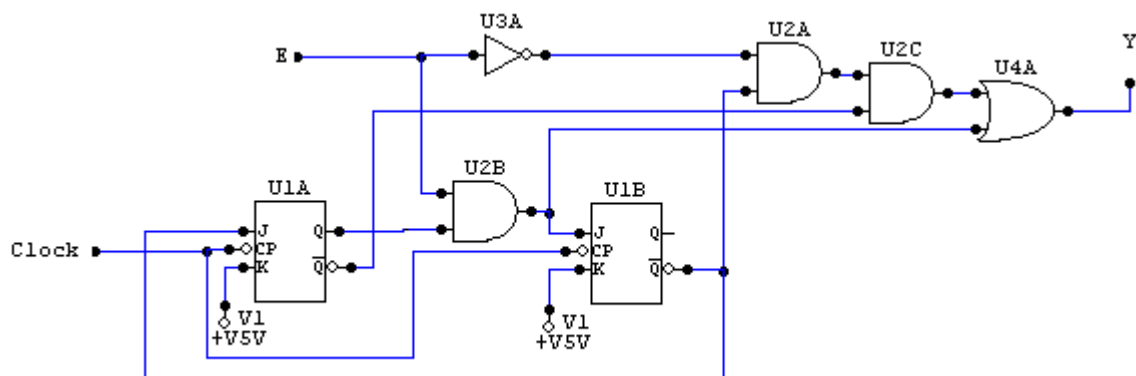 U3A
E
U2A
U2C
U4A
Y
U2B
U1A
U1B
J
Q
CP
K
Q
Clock
J
Q
CP
K
Q
V1
+V5V
V1
+V5V